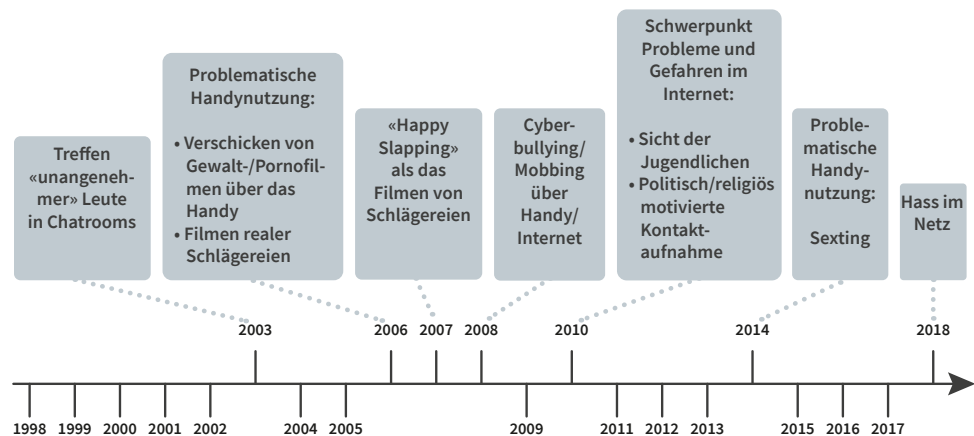 Treffen
«unangeneh-
mer» Leute
in Chatrooms
Problematische
Handynutzung:
• Verschicken von
Gewalt-/Pornofil-
men über das
Handy
• Filmen realer
Schlägereien
«Happy
Slapping»
als das
Filmen von
Schlägereien
Cyber-
bullying/
Mobbing
über
Handy/
Internet
Schwerpunkt
Probleme und
Gefahren im
Internet:
• Sicht der
Jugendlichen
• Politisch/religiös
motivierte
Kontakt-
aufnahme
Proble-
matische
Handy-
nutzung:
Sexting
Hass im
Netz
2003 2006 2007 2008 2010 2014 2018
1998 1999 2000 2001 2002 2004 2005 2009 2011 2012 2013 2015 2016 2017